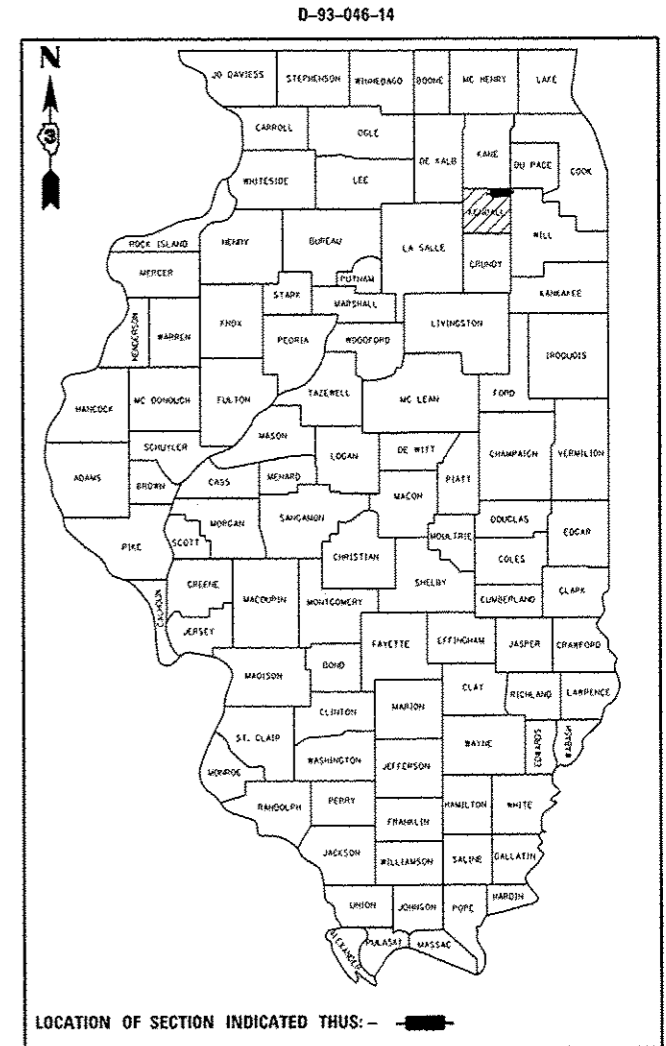 D-93-046-14
N
3
JO DAVIESS STEPHENSON WINNEBAGO BOONE MC HENRY LAKE
CARROLL OGLE DE KALB KANE DU PAGE COOK
WHITESIDE LEE
KENDALL WILL
ROCK ISLAND HENRY BUREAU LA SALLE GRUNDY
MERCER PUTNAM KANKAKEE
STARK MARSHALL
HENDERSON WARREN KNOX PEORIA WOODFORD LIVINGSTON IROQUOIS
HANCOCK MC DONOUGH FULTON TAZEWELL MC LEAN FORD
MASON
SCHUYLER LOGAN DE WITT CHAMPAIGN VERMILION
ADAMS BROWN CASS MENARD PIATT
MACON
MORGAN SANGAMON DOUGLAS
PIKE SCOTT CHRISTIAN MOULTRIE COLES EDGAR
GREENE SHELBY
CALHOUN MACOUPIN MONTGOMERY CUMBERLAND CLARK
JERSEY
FAYETTE EFFINGHAM JASPER CRAWFORD
MADISON BOND
CLAY RICHLAND LAWRENCE
CLINTON MARION
ST. CLAIR WAYNE EDWARDS WABASH
WASHINGTON JEFFERSON
MONROE
RANDOLPH PERRY HAMILTON WHITE
FRANKLIN
JACKSON WILLIAMSON SALINE GALLATIN
UNION JOHNSON POPE HARDIN
ALEXANDER PULASKI MASSAC
LOCATION OF SECTION INDICATED THUS: -